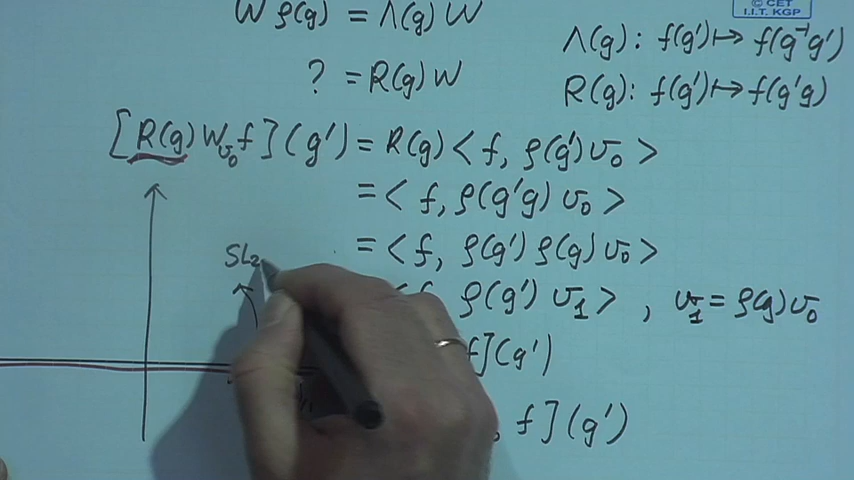 W ρ(g) = Λ(g) W
© CET
I.I.T. KGP
? = R(g) W
Λ(g) : f(g') ↦ f(g⁻¹g')
R(g) : f(g') ↦ f(g'g)
[R(g) W_{v₀} f](g') = R(g) < f, ρ(g') v₀ >
= < f, ρ(g'g) v₀ >
= < f, ρ(g') ρ(g) v₀ >
SL₂
f, ρ(g') v₁ > , v₁ = ρ(g) v₀
f](g')
f](g')